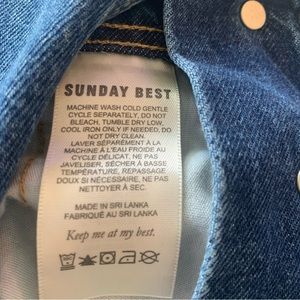 SUNDAY BEST
MACHINE WASH COLD GENTLE
CYCLE SEPARATELY, DO NOT
BLEACH, TUMBLE DRY LOW,
COOL IRON ONLY IF NEEDED, DO
NOT DRY CLEAN.
LAVER SÉPARÉMENT À LA
MACHINE À L'EAU FROIDE AU
CYCLE DÉLICAT, NE PAS
JAVELISER, SÉCHER À BASSE
TEMPÉRATURE, REPASSAGE
DOUX SI NÉCESSAIRE, NE PAS
NETTOYER À SEC.
MADE IN SRI LANKA
FABRIQUÉ AU SRI LANKA
Keep me at my best.